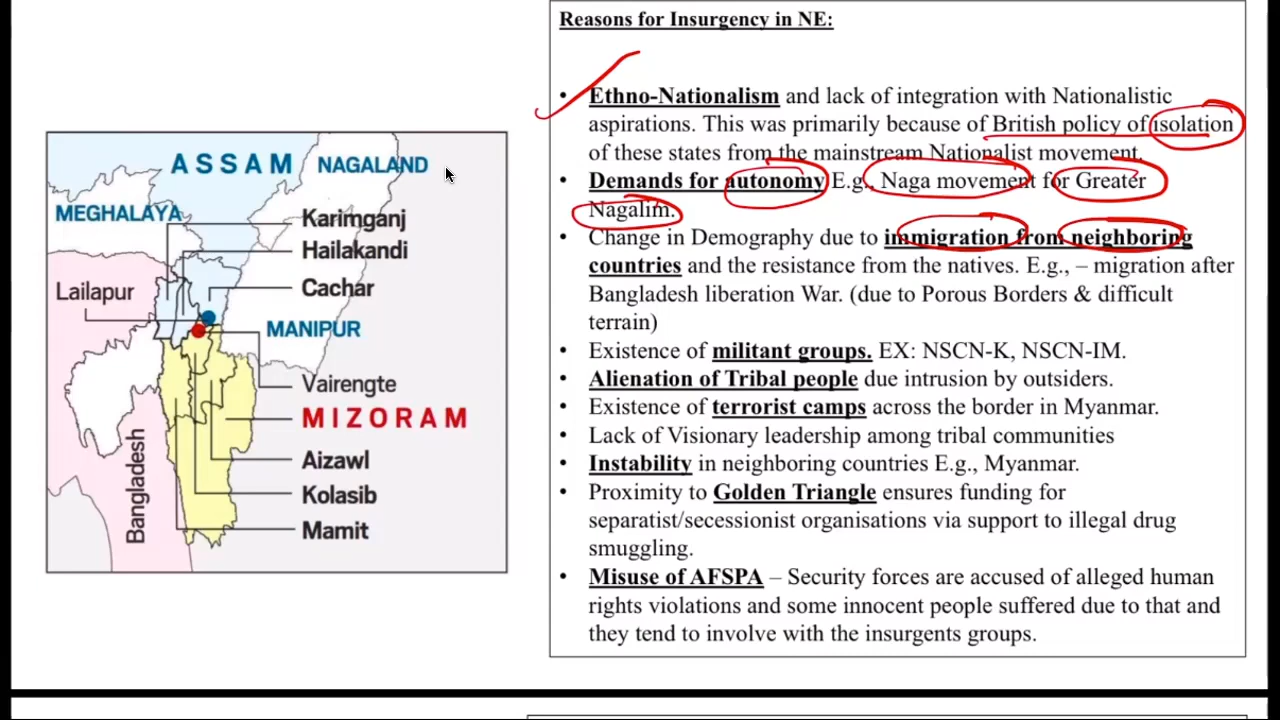 ASSAM
NAGALAND
MEGHALAYA
Karimganj
Hailakandi
Lailapur
Cachar
MANIPUR
Vairengte
MIZORAM
Aizawl
Kolasib
Mamit
Bangladesh
Reasons for Insurgency in NE:
• Ethno-Nationalism and lack of integration with Nationalistic
aspirations. This was primarily because of British policy of isolation
of these states from the mainstream Nationalist movement.
• Demands for autonomy E.g., Naga movement for Greater
Nagalim.
• Change in Demography due to immigration from neighboring
countries and the resistance from the natives. E.g., – migration after
Bangladesh liberation War. (due to Porous Borders & difficult
terrain)
• Existence of militant groups. EX: NSCN-K, NSCN-IM.
• Alienation of Tribal people due intrusion by outsiders.
• Existence of terrorist camps across the border in Myanmar.
• Lack of Visionary leadership among tribal communities
• Instability in neighboring countries E.g., Myanmar.
• Proximity to Golden Triangle ensures funding for
separatist/secessionist organisations via support to illegal drug
smuggling.
• Misuse of AFSPA – Security forces are accused of alleged human
rights violations and some innocent people suffered due to that and
they tend to involve with the insurgents groups.